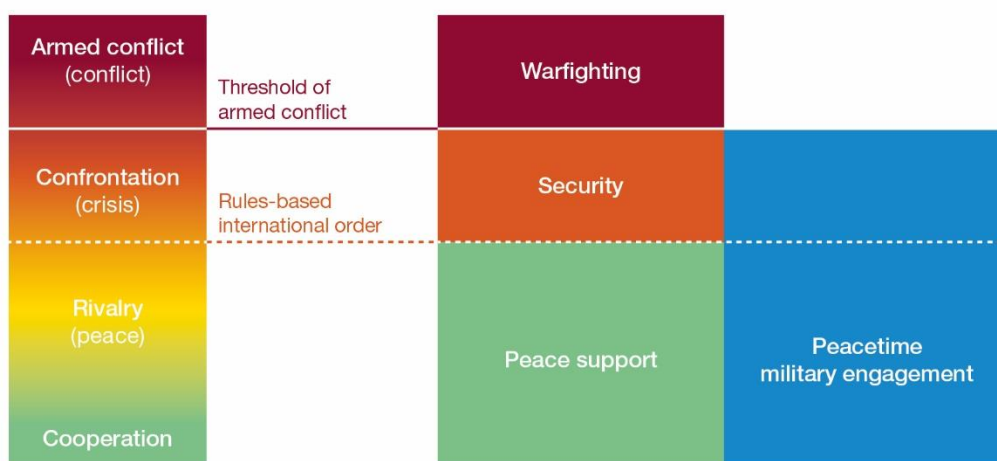 Armed conflict
(conflict)
Threshold of
armed conflict
Warfighting
Confrontation
(crisis)
Rules-based
international order
Security
Rivalry
(peace)
Peace support
Peacetime
military engagement
Cooperation